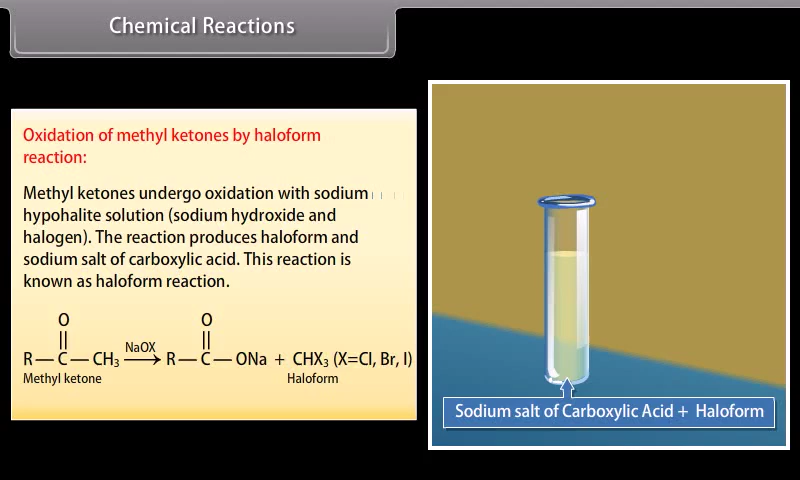 Chemical Reactions
Oxidation of methyl ketones by haloform
reaction:
Methyl ketones undergo oxidation with sodium
hypohalite solution (sodium hydroxide and
halogen). The reaction produces haloform and
sodium salt of carboxylic acid. This reaction is
known as haloform reaction.
O O
|| ||
R — C — CH₃ NaOX ⟶ R — C — ONa + CHX₃ (X=Cl, Br, I)
Methyl ketone Haloform
Sodium salt of Carboxylic Acid + Haloform